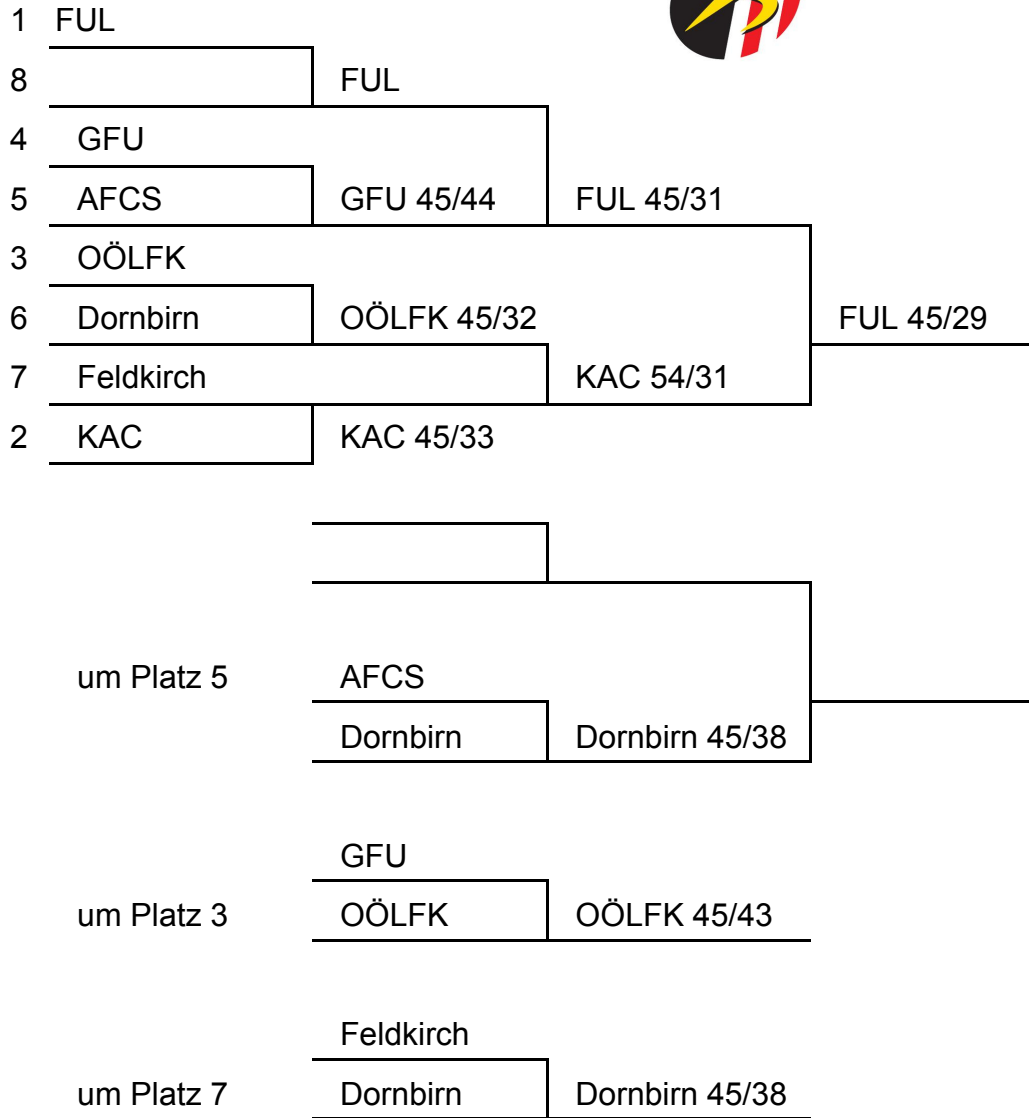 1 FUL
8 FUL
4 GFU
5 AFCS GFU 45/44 FUL 45/31
3 OÖLFK
6 Dornbirn OÖLFK 45/32 FUL 45/29
7 Feldkirch KAC 54/31
2 KAC KAC 45/33
um Platz 5 AFCS
Dornbirn Dornbirn 45/38
GFU
um Platz 3 OÖLFK OÖLFK 45/43
Feldkirch
um Platz 7 Dornbirn Dornbirn 45/38